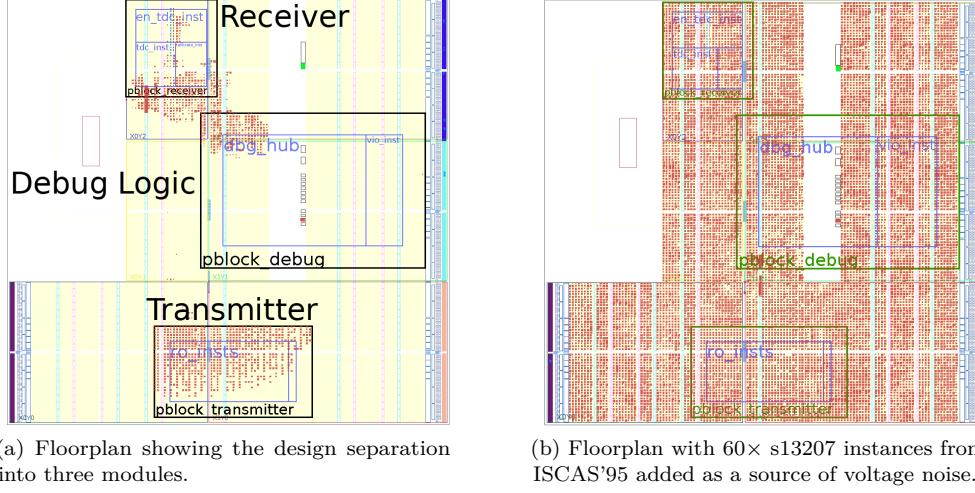 Receiver
en_tdc_inst
tdc_inst
pblock_receiver
X0Y2
dbg_hub
vio_inst
Debug Logic
pblock_debug
X1Y1
Transmitter
ro_insts
pblock_transmitter
X0Y0
en_tdc_inst
tdc_inst
pblock_receiver
dbg_hub
vio_inst
pblock_debug
ro_insts
pblock_transmitter
a) Floorplan showing the design separation
into three modules.
(b) Floorplan with 60× s13207 instances from
ISCAS'95 added as a source of voltage noise.